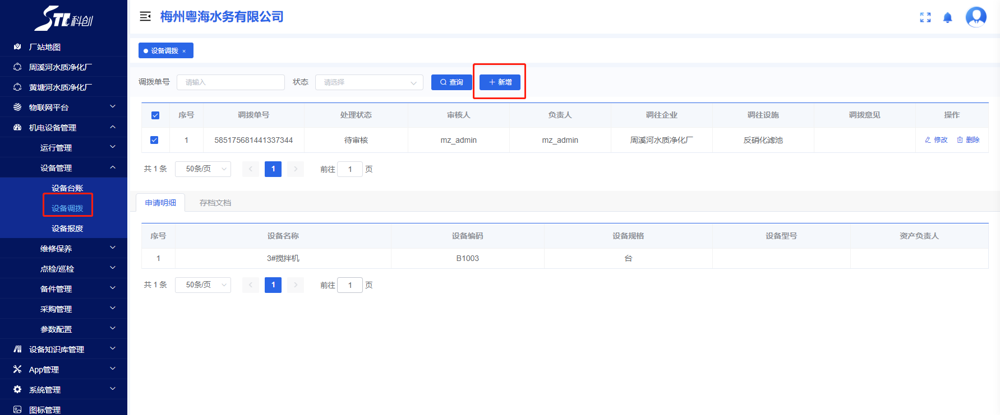 STL科创
梅州粤海水务有限公司
厂站地图
周溪河水质净化厂
黄塘河水质净化厂
物联网平台
机电设备管理
运行管理
设备管理
设备台账
设备调拨
设备报废
维修保养
点检/巡检
备件管理
采购管理
参数配置
设备知识库管理
App管理
系统管理
图标管理
设备调拨 ×
调拨单号 请输入 状态 请选择 查询 + 新增
序号 调拨单号 处理状态 审核人 负责人 调往企业 调往设施 调拨意见 操作
1 585175681441337344 待审核 mz_admin mz_admin 周溪河水质净化厂 反硝化滤池 修改 删除
共 1 条 50条/页 < 1 > 前往 1 页
申请明细 存档文档
序号 设备名称 设备编码 设备规格 设备型号 资产负责人
1 3#搅拌机 B1003 台
共 1 条 50条/页 < 1 > 前往 1 页